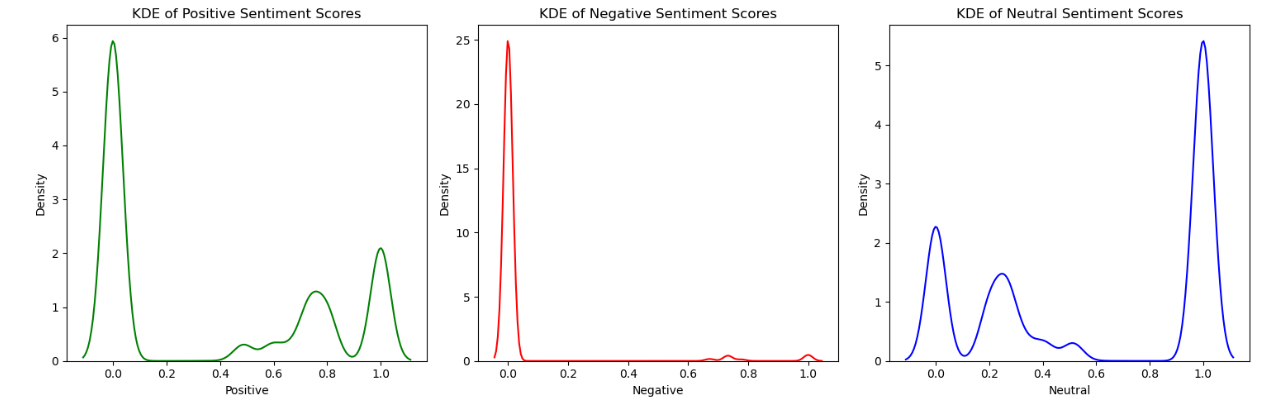 KDE of Positive Sentiment Scores
6
5
4
3
2
1
0
Density
0.0 0.2 0.4 0.6 0.8 1.0
Positive
KDE of Negative Sentiment Scores
25
20
15
10
5
0
Density
0.0 0.2 0.4 0.6 0.8 1.0
Negative
KDE of Neutral Sentiment Scores
5
4
3
2
1
0
Density
0.0 0.2 0.4 0.6 0.8 1.0
Neutral